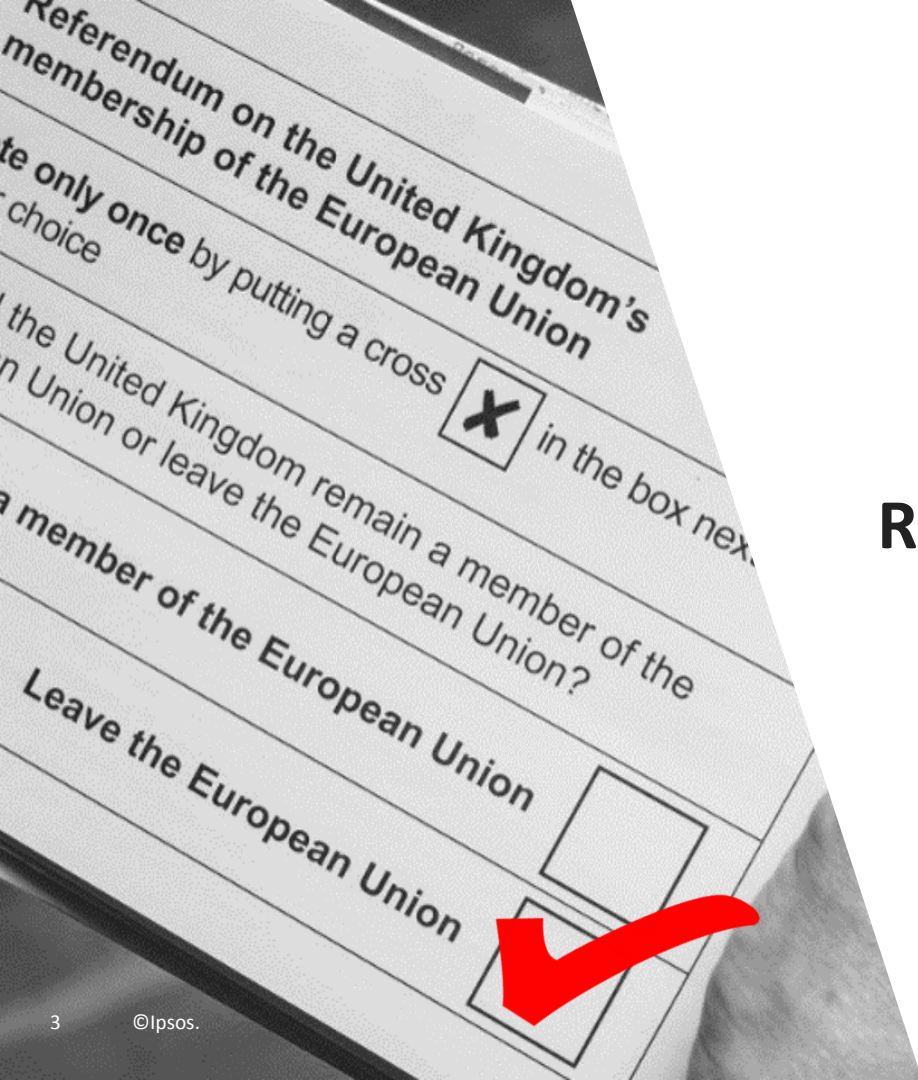 Referendum on the United Kingdom’s
membership of the European Union
only once by putting a cross in the box
choice
the United Kingdom remain a member of the
Union or leave the European Union?
a member of the European Union
Leave the European Union
R
3 ©Ipsos.